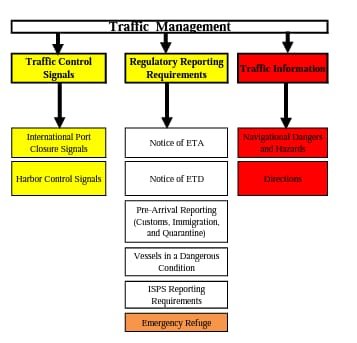 Traffic Management
Traffic Control
Signals
International Port
Closure Signals
Harbor Control Signals
Regulatory Reporting
Requirements
Notice of ETA
Notice of ETD
Pre-Arrival Reporting
(Customs, Immigration,
and Quarantine)
Vessels in a Dangerous
Condition
ISPS Reporting
Requirements
Emergency Refuge
Traffic Information
Navigational Dangers
and Hazards
Directions